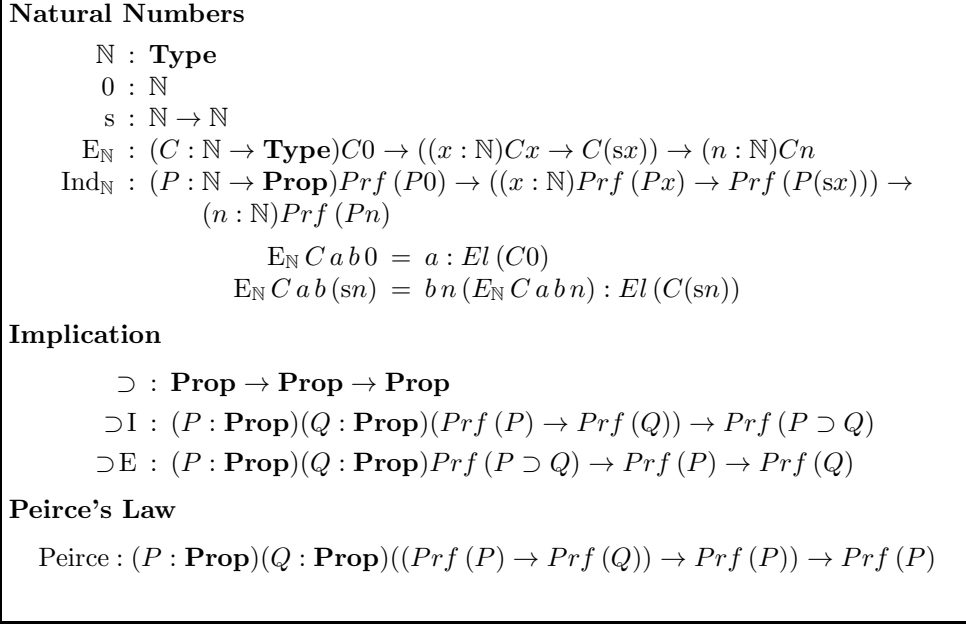 Natural Numbers
ℕ : Type
0 : ℕ
s : ℕ → ℕ
E_ℕ : (C : ℕ → Type)C0 → ((x : ℕ)Cx → C(sx)) → (n : ℕ)Cn
Ind_ℕ : (P : ℕ → Prop)Prf (P0) → ((x : ℕ)Prf (Px) → Prf (P(sx))) →
(n : ℕ)Prf (Pn)
E_ℕ C a b 0 = a : El (C0)
E_ℕ C a b (sn) = b n (E_ℕ C a b n) : El (C(sn))
Implication
⊃ : Prop → Prop → Prop
⊃I : (P : Prop)(Q : Prop)(Prf (P) → Prf (Q)) → Prf (P ⊃ Q)
⊃E : (P : Prop)(Q : Prop)Prf (P ⊃ Q) → Prf (P) → Prf (Q)
Peirce's Law
Peirce : (P : Prop)(Q : Prop)((Prf (P) → Prf (Q)) → Prf (P)) → Prf (P)